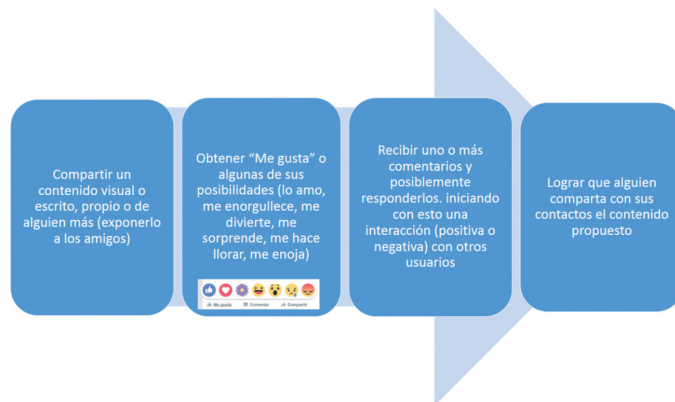 Compartir un
contenido visual o
escrito, propio o de
alguien más (exponerlo
a los amigos)
Obtener “Me gusta” o
algunas de sus
posibilidades (lo amo,
me enorgullece, me
divierte, me
sorprende, me hace
llorar, me enoja)
Me gusta Comentar Compartir
Recibir uno o más
comentarios y
posiblemente
responderlos. iniciando
con esto una
interacción (positiva o
negativa) con otros
usuarios
Lograr que alguien
comparta con sus
contactos el contenido
propuesto